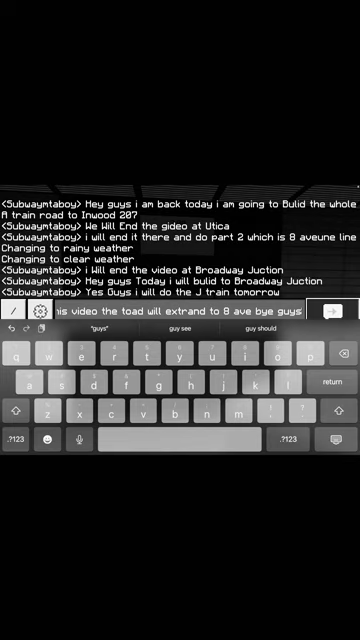 <Subwaymtaboy> Hey guys i am back today i am going to Bulid the whole
A train road to Inwood 20?
<Subwaymtaboy> We Will End the gideo at Utica
<Subwaymtaboy> i will end it there and do part 2 which is 8 aveune line
Changing to rainy weather
Changing to clear weather
<Subwaymtaboy> i Will end the video at Broadway Juction
<Subwaymtaboy> Hey guys Today i will bulid to Broadway Juction
<Subwaymtaboy> Yes Guys i will do the J train tomorrow
/ his video the toad will extrand to 8 ave bye guys
"guys" guy see guy should
q w e r t y u i o p
a s d f g h j k l return
z x c v b n m ! , ? .
.?123 .?123